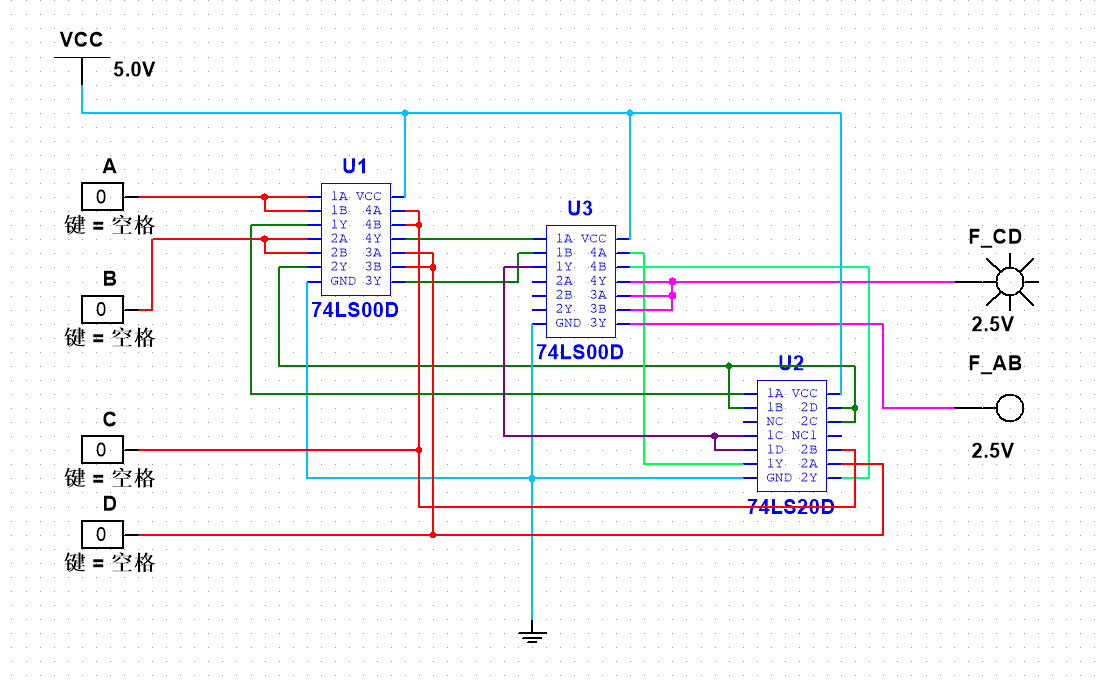 VCC
5.0V
A
0
键 = 空格
B
0
键 = 空格
C
0
键 = 空格
D
0
键 = 空格
U1
1A VCC
1B 4A
1Y 4B
2A 4Y
2B 3A
2Y 3B
GND 3Y
74LS00D
U3
1A VCC
1B 4A
1Y 4B
2A 4Y
2B 3A
2Y 3B
GND 3Y
74LS00D
U2
1A VCC
1B 2D
NC 2C
1C NC1
1D 2B
1Y 2A
GND 2Y
74LS20D
F_CD
2.5V
F_AB
2.5V